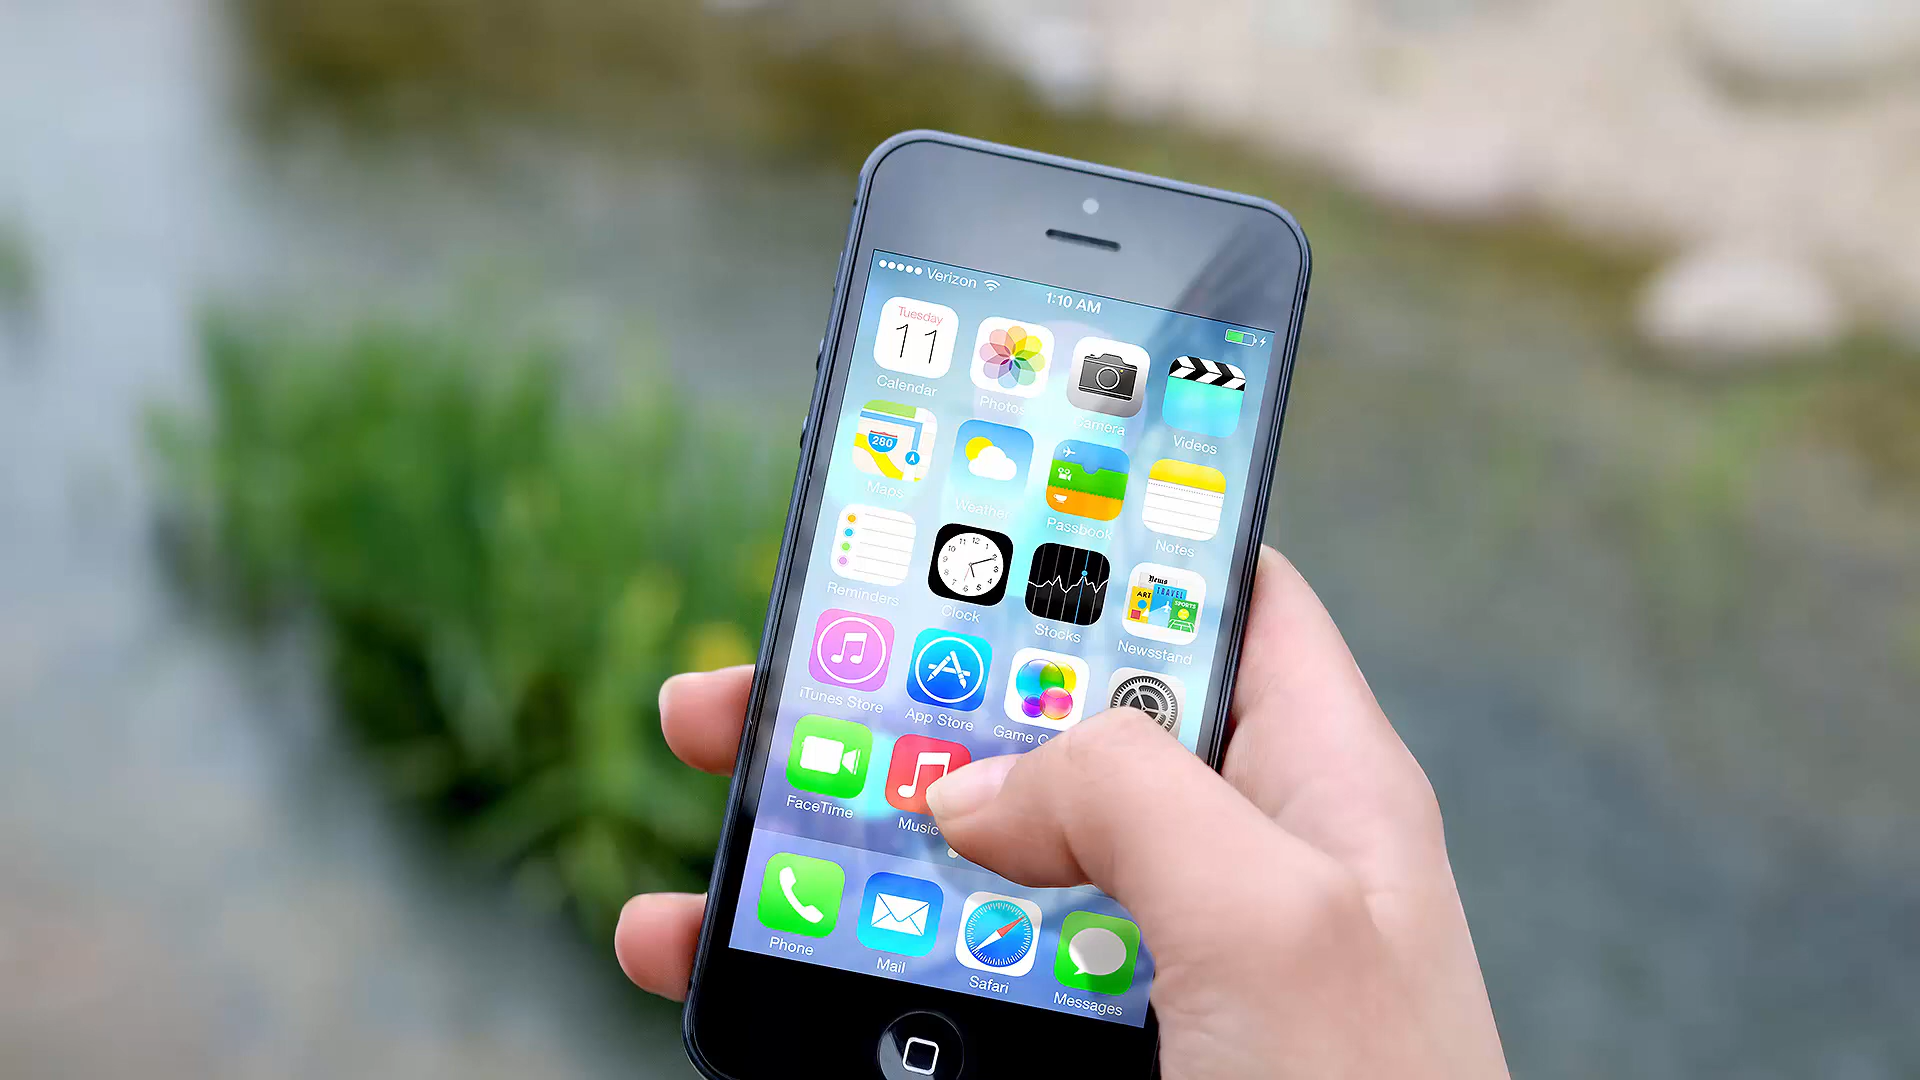 Verizon
1:10 AM
Tuesday
11
Calendar
Photos
Camera
Videos
280
Maps
Weather
Passbook
Notes
Reminders
Clock
Stocks
News
ART
TRAVEL
SPORTS
Newsstand
iTunes Store
App Store
Game C
FaceTime
Music
Phone
Mail
Safari
Messages